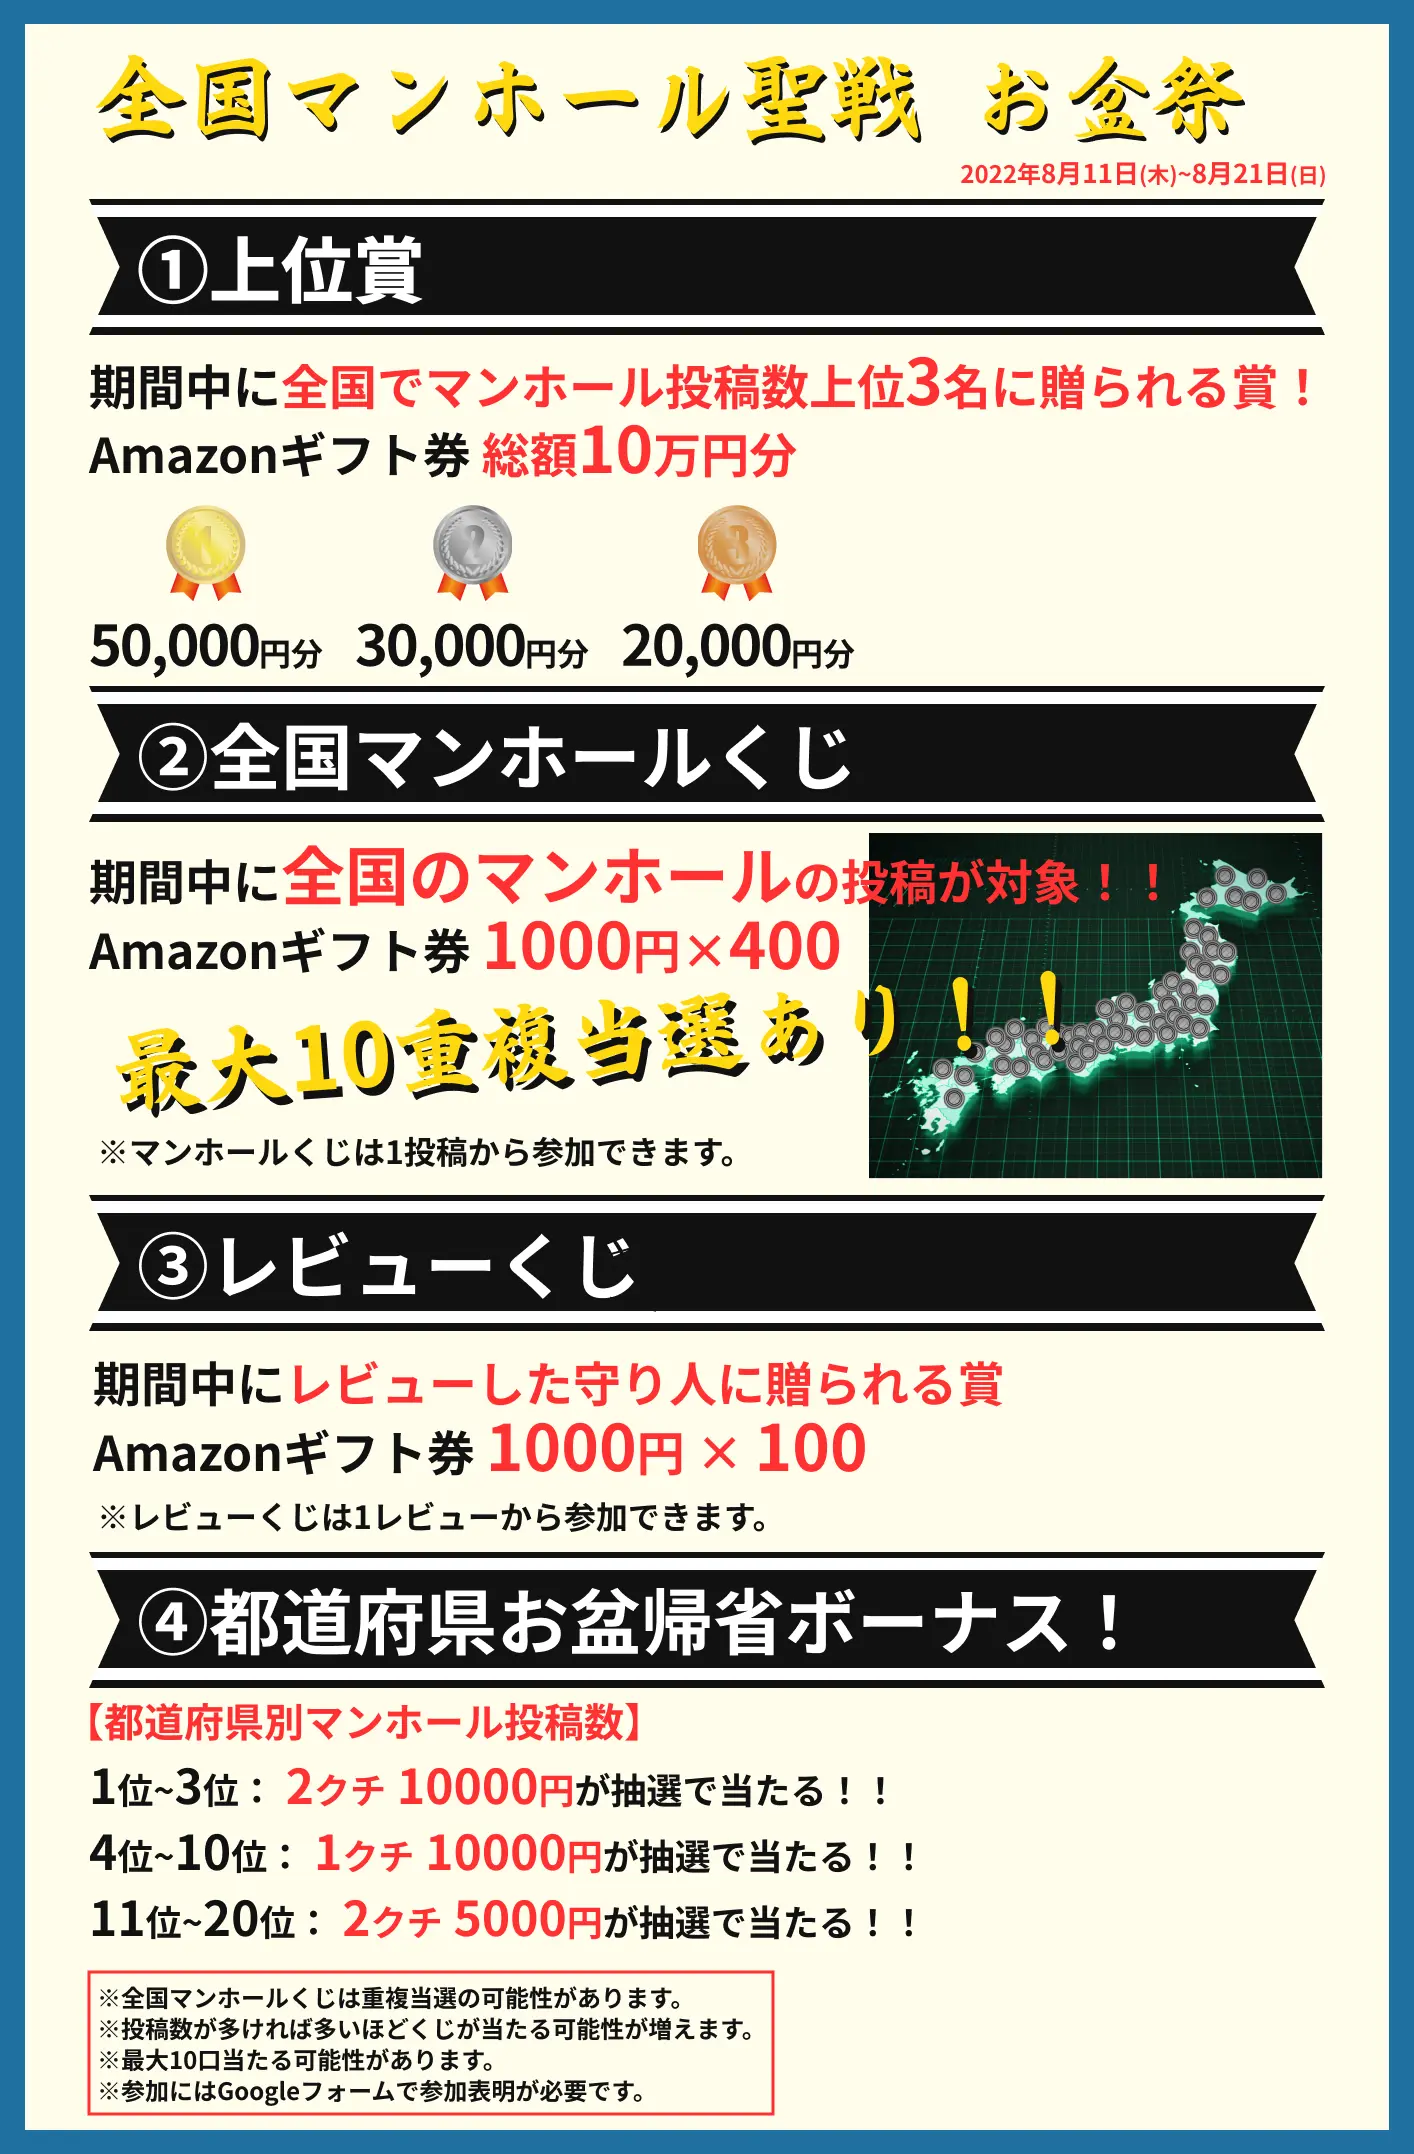 全国マンホール聖戦 お盆祭
2022年8月11日(木)~8月21日(日)
①上位賞
期間中に全国でマンホール投稿数上位3名に贈られる賞！
Amazonギフト券 総額10万円分
1 2 3
50,000円分 30,000円分 20,000円分
②全国マンホールくじ
期間中に全国のマンホールの投稿が対象！！
Amazonギフト券 1000円×400
最大10重複当選あり！！
※マンホールくじは1投稿から参加できます。
③レビューくじ
期間中にレビューした守り人に贈られる賞
Amazonギフト券 1000円 × 100
※レビューくじは1レビューから参加できます。
④都道府県お盆帰省ボーナス！
【都道府県別マンホール投稿数】
1位~3位： 2クチ 10000円が抽選で当たる！！
4位~10位： 1クチ 10000円が抽選で当たる！！
11位~20位： 2クチ 5000円が抽選で当たる！！
※全国マンホールくじは重複当選の可能性があります。
※投稿数が多ければ多いほどくじが当たる可能性が増えます。
※最大10口当たる可能性があります。
※参加にはGoogleフォームで参加表明が必要です。